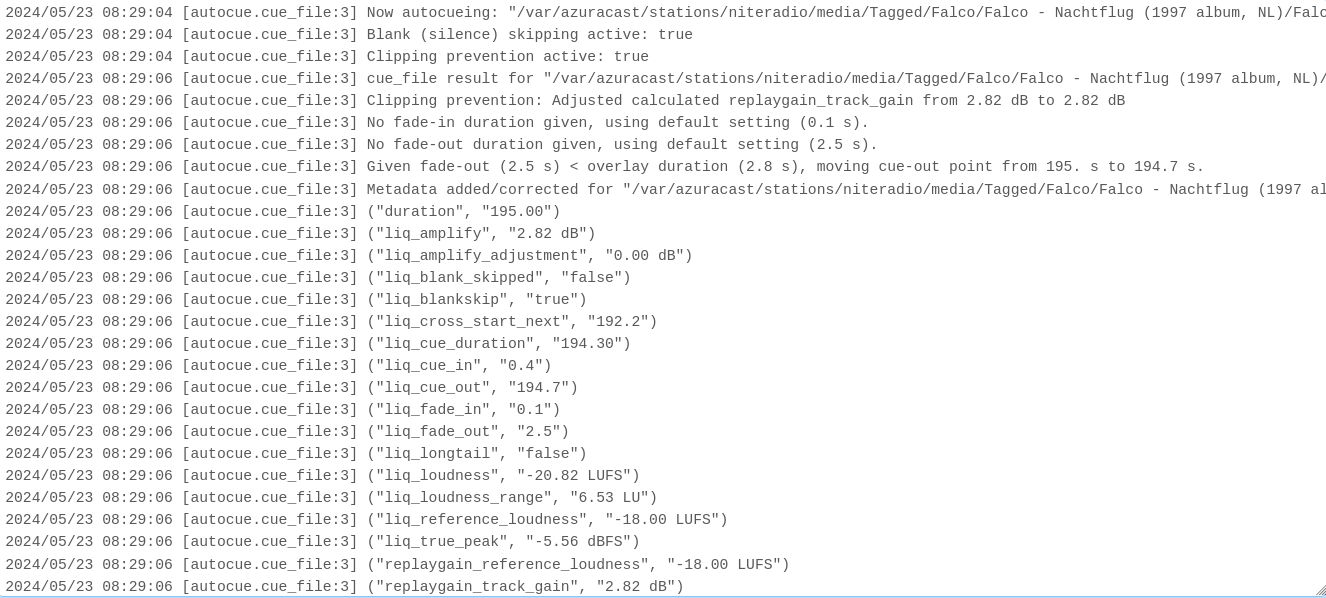 2024/05/23 08:29:04 [autocue.cue_file:3] Now autocueing: "/var/azuracast/stations/niteradio/media/Tagged/Falco/Falco - Nachtflug (1997 album, NL)/Falc
2024/05/23 08:29:04 [autocue.cue_file:3] Blank (silence) skipping active: true
2024/05/23 08:29:04 [autocue.cue_file:3] Clipping prevention active: true
2024/05/23 08:29:06 [autocue.cue_file:3] cue_file result for "/var/azuracast/stations/niteradio/media/Tagged/Falco/Falco - Nachtflug (1997 album, NL)/
2024/05/23 08:29:06 [autocue.cue_file:3] Clipping prevention: Adjusted calculated replaygain_track_gain from 2.82 dB to 2.82 dB
2024/05/23 08:29:06 [autocue.cue_file:3] No fade-in duration given, using default setting (0.1 s).
2024/05/23 08:29:06 [autocue.cue_file:3] No fade-out duration given, using default setting (2.5 s).
2024/05/23 08:29:06 [autocue.cue_file:3] Given fade-out (2.5 s) < overlay duration (2.8 s), moving cue-out point from 195. s to 194.7 s.
2024/05/23 08:29:06 [autocue.cue_file:3] Metadata added/corrected for "/var/azuracast/stations/niteradio/media/Tagged/Falco/Falco - Nachtflug (1997 al
2024/05/23 08:29:06 [autocue.cue_file:3] ("duration", "195.00")
2024/05/23 08:29:06 [autocue.cue_file:3] ("liq_amplify", "2.82 dB")
2024/05/23 08:29:06 [autocue.cue_file:3] ("liq_amplify_adjustment", "0.00 dB")
2024/05/23 08:29:06 [autocue.cue_file:3] ("liq_blank_skipped", "false")
2024/05/23 08:29:06 [autocue.cue_file:3] ("liq_blankskip", "true")
2024/05/23 08:29:06 [autocue.cue_file:3] ("liq_cross_start_next", "192.2")
2024/05/23 08:29:06 [autocue.cue_file:3] ("liq_cue_duration", "194.30")
2024/05/23 08:29:06 [autocue.cue_file:3] ("liq_cue_in", "0.4")
2024/05/23 08:29:06 [autocue.cue_file:3] ("liq_cue_out", "194.7")
2024/05/23 08:29:06 [autocue.cue_file:3] ("liq_fade_in", "0.1")
2024/05/23 08:29:06 [autocue.cue_file:3] ("liq_fade_out", "2.5")
2024/05/23 08:29:06 [autocue.cue_file:3] ("liq_longtail", "false")
2024/05/23 08:29:06 [autocue.cue_file:3] ("liq_loudness", "-20.82 LUFS")
2024/05/23 08:29:06 [autocue.cue_file:3] ("liq_loudness_range", "6.53 LU")
2024/05/23 08:29:06 [autocue.cue_file:3] ("liq_reference_loudness", "-18.00 LUFS")
2024/05/23 08:29:06 [autocue.cue_file:3] ("liq_true_peak", "-5.56 dBFS")
2024/05/23 08:29:06 [autocue.cue_file:3] ("replaygain_reference_loudness", "-18.00 LUFS")
2024/05/23 08:29:06 [autocue.cue_file:3] ("replaygain_track_gain", "2.82 dB")